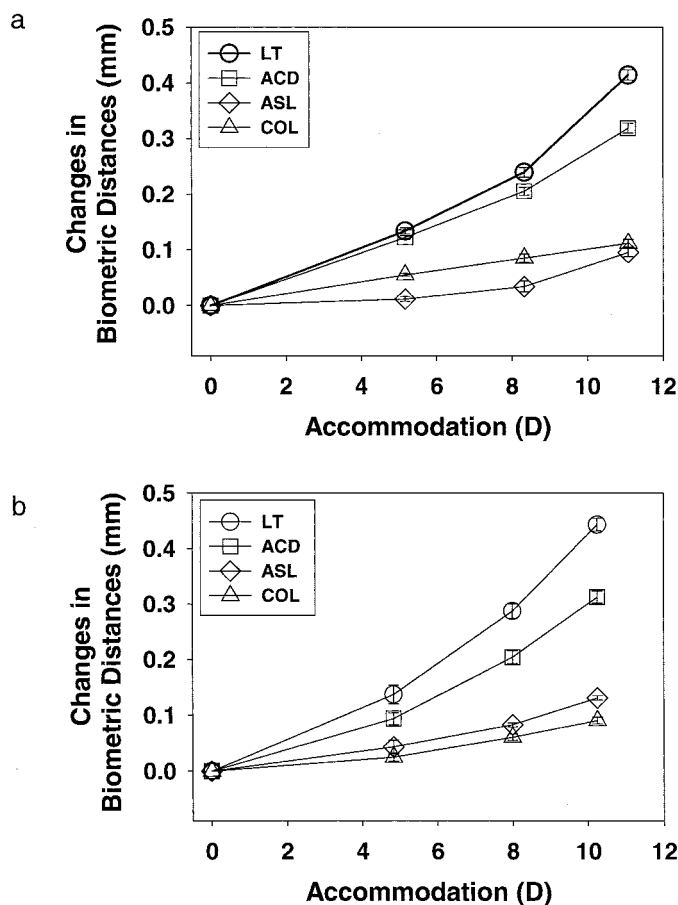 a
Changes in
Biometric Distances (mm)
0.5
0.4
0.3
0.2
0.1
0.0
LT
ACD
ASL
COL
0 2 4 6 8 10 12
Accommodation (D)
b
Changes in
Biometric Distances (mm)
0.5
0.4
0.3
0.2
0.1
0.0
LT
ACD
ASL
COL
0 2 4 6 8 10 12
Accommodation (D)